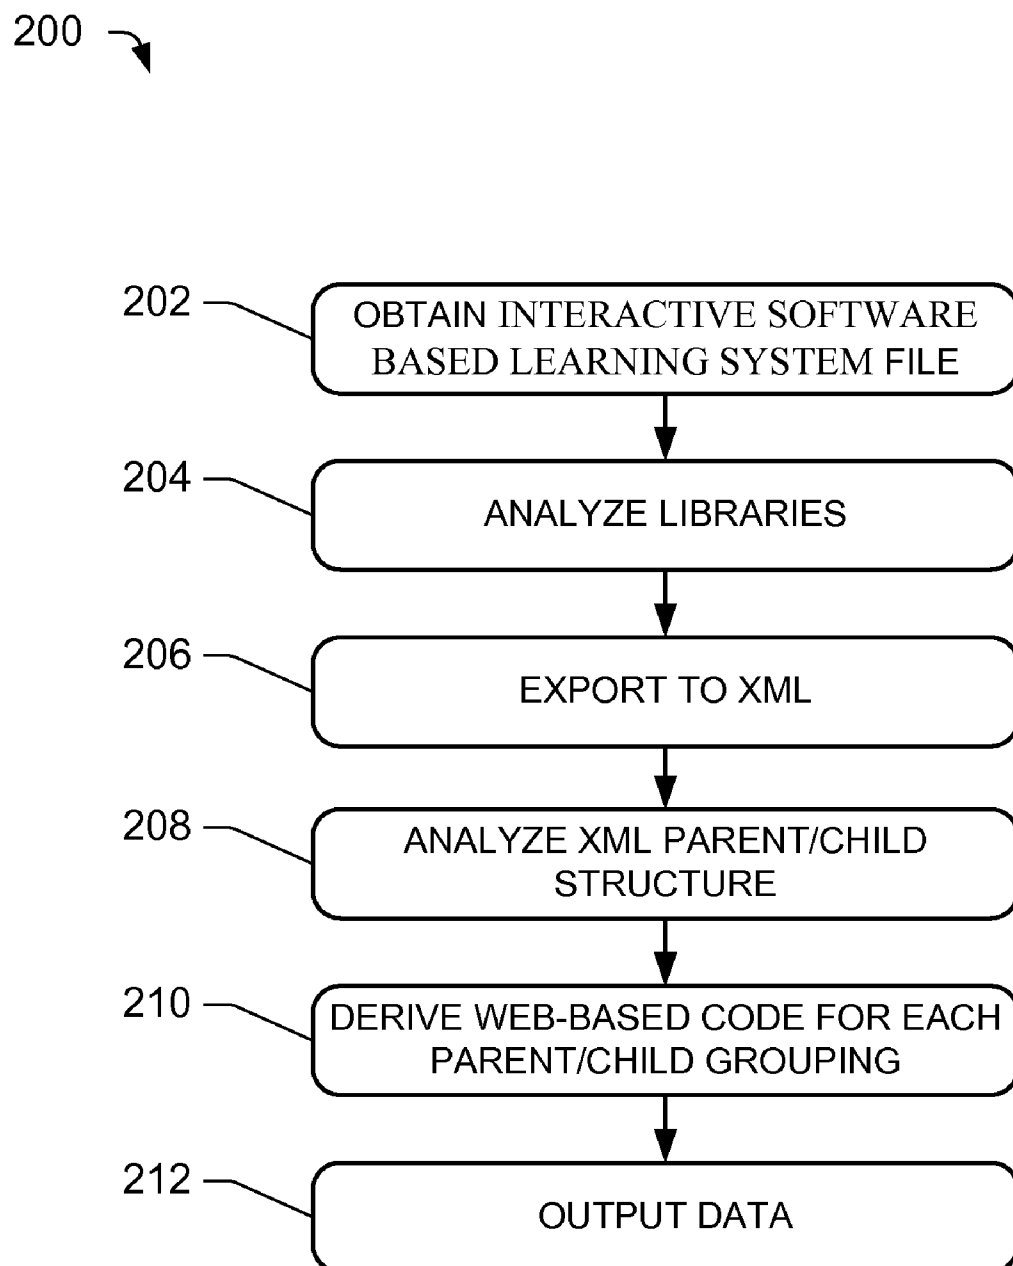 200
202
OBTAIN INTERACTIVE SOFTWARE
BASED LEARNING SYSTEM FILE
204
ANALYZE LIBRARIES
206
EXPORT TO XML
208
ANALYZE XML PARENT/CHILD
STRUCTURE
210
DERIVE WEB-BASED CODE FOR EACH
PARENT/CHILD GROUPING
212
OUTPUT DATA